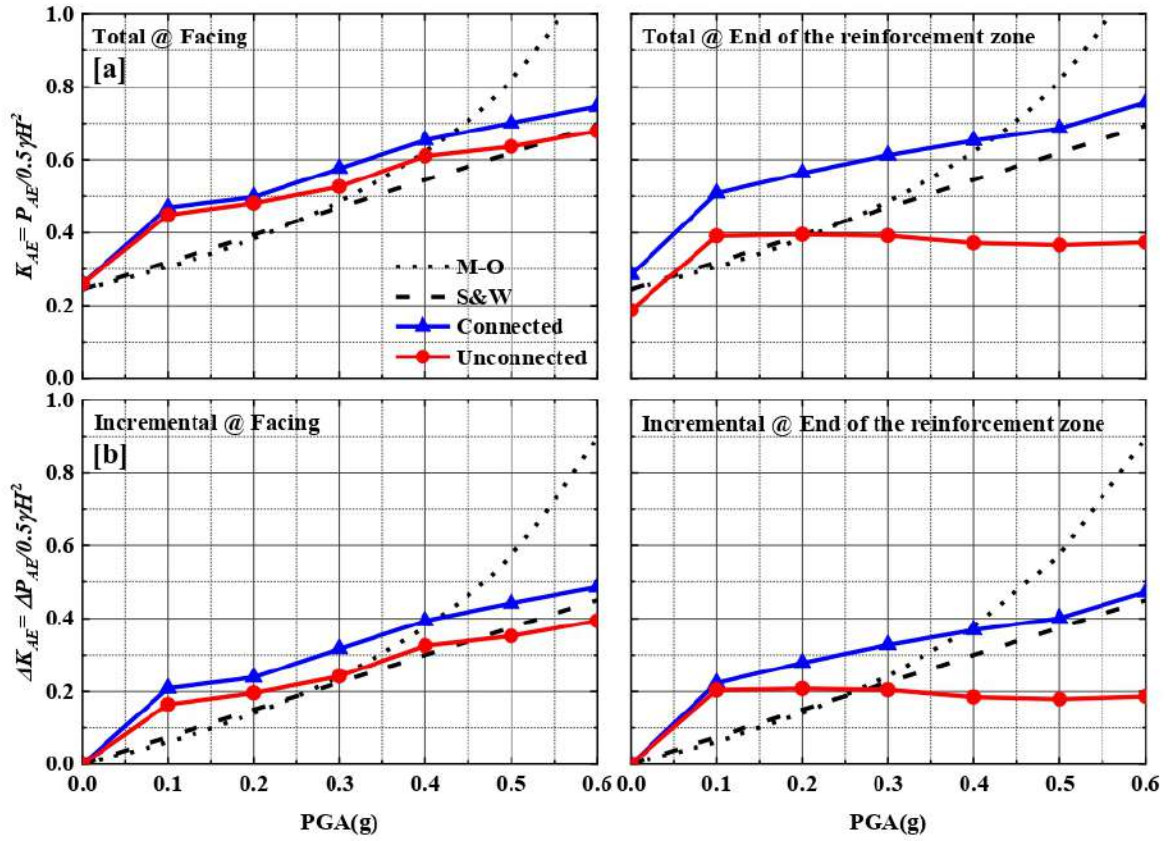 Total @ Facing
[a]
Total @ End of the reinforcement zone
K_AE = P_AE/0.5γH²
1.0
0.8
0.6
0.4
0.2
0.0
M-O
S&W
Connected
Unconnected
Incremental @ Facing
[b]
Incremental @ End of the reinforcement zone
ΔK_AE = ΔP_AE/0.5γH²
1.0
0.8
0.6
0.4
0.2
0.0
0.0 0.1 0.2 0.3 0.4 0.5 0.6
0.0 0.1 0.2 0.3 0.4 0.5 0.6
PGA(g)
PGA(g)